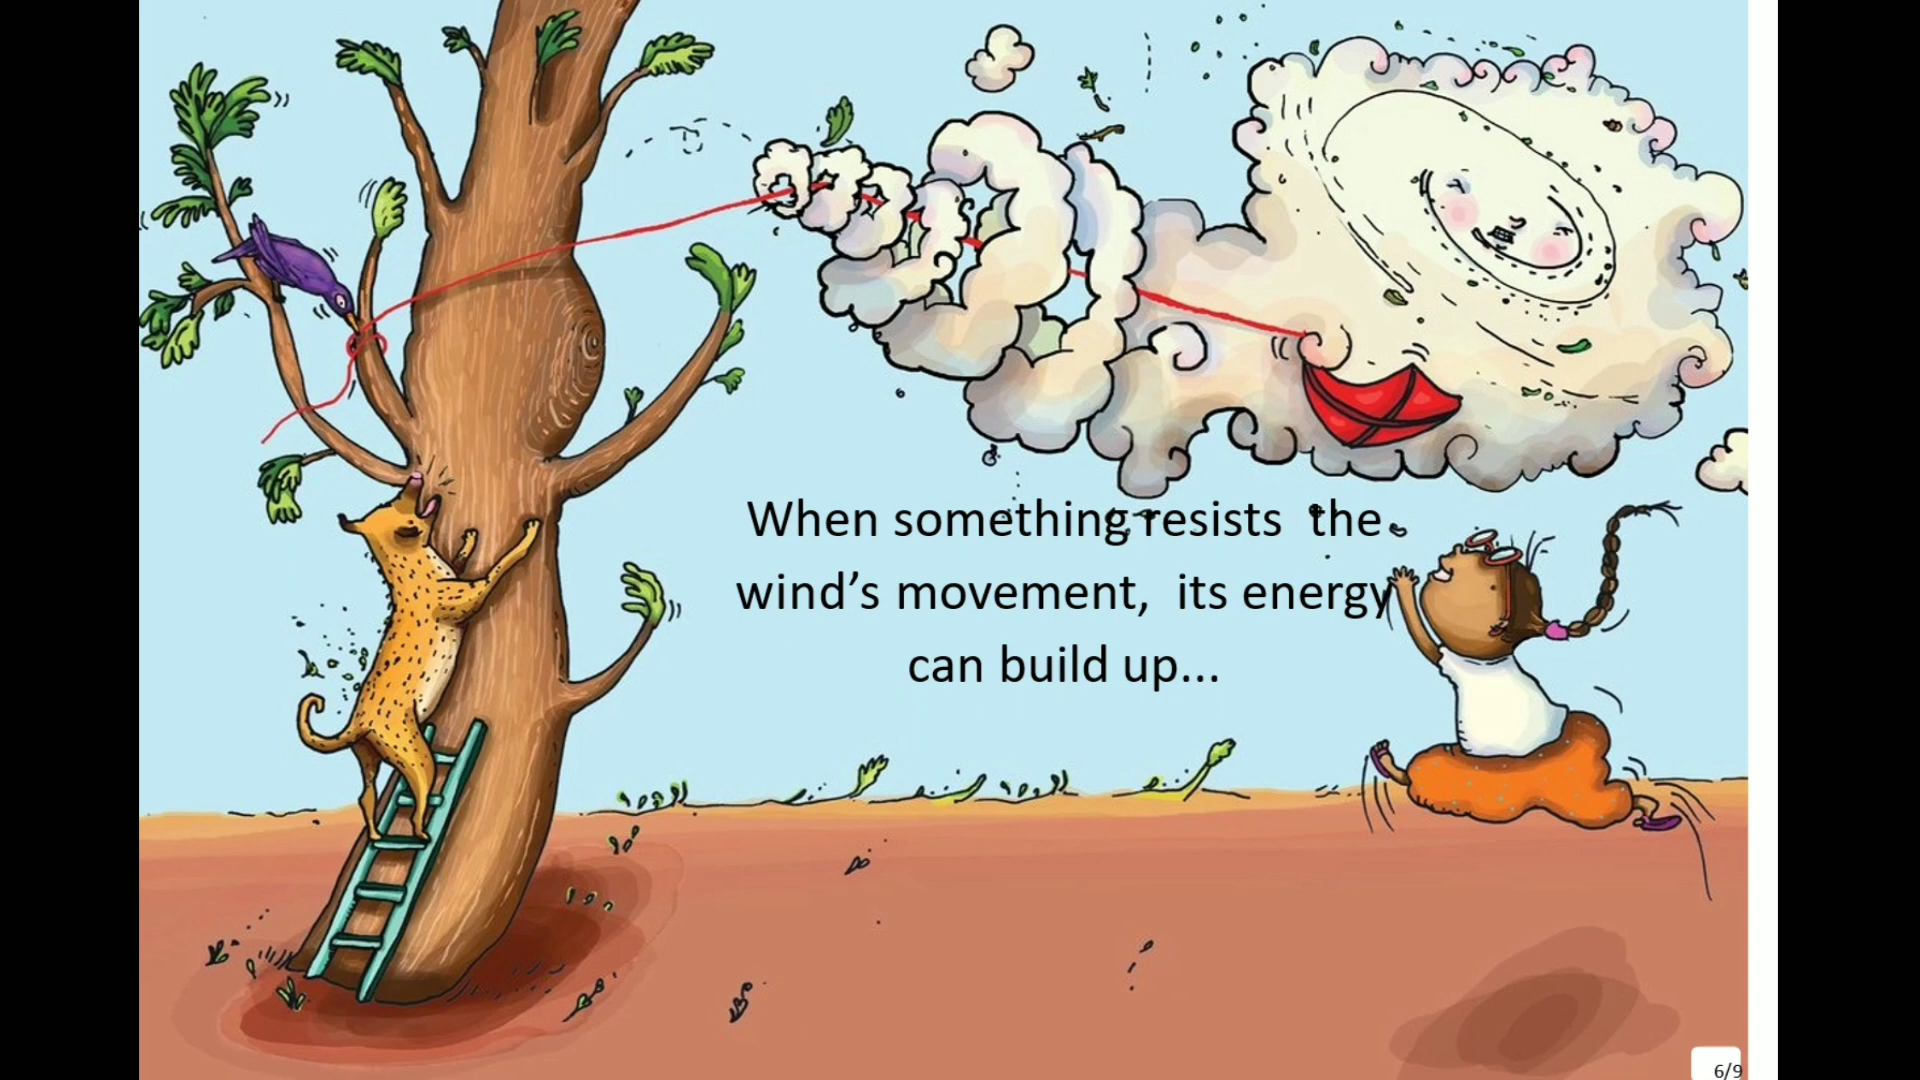 When something resists the
wind’s movement, its energy
can build up...
6/9